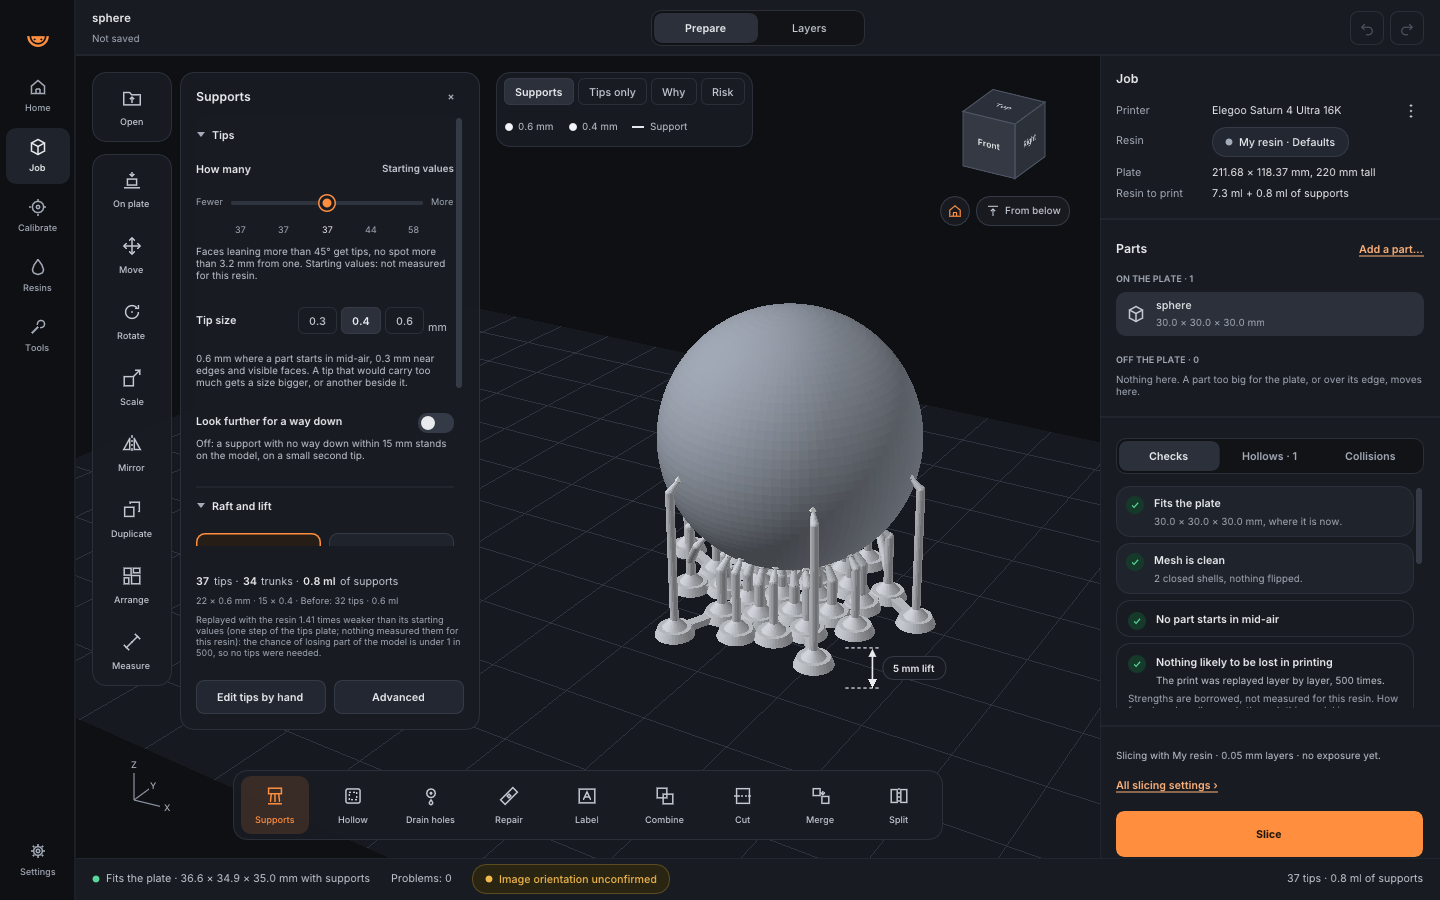 sphere
Not saved
Prepare
Layers
Home
Job
Calibrate
Resins
Tools
Settings
Open
On plate
Move
Rotate
Scale
Mirror
Duplicate
Arrange
Measure
Supports
×
Tips
How many
Starting values
Fewer
More
37 37 37 44 58
Faces leaning more than 45° get tips, no spot more
than 3.2 mm from one. Starting values: not measured
for this resin.
Tip size
0.3
0.4
0.6
mm
0.6 mm where a part starts in mid-air, 0.3 mm near
edges and visible faces. A tip that would carry too
much gets a size bigger, or another beside it.
Look further for a way down
Off: a support with no way down within 15 mm stands
on the model, on a small second tip.
Raft and lift
37 tips · 34 trunks · 0.8 ml of supports
22 × 0.6 mm · 15 × 0.4 · Before: 32 tips · 0.6 ml
Replayed with the resin 1.41 times weaker than its starting
values (one step of the tips plate; nothing measured them for
this resin): the chance of losing part of the model is under 1 in
500, so no tips were needed.
Edit tips by hand
Advanced
Supports
Tips only
Why
Risk
0.6 mm
0.4 mm
Support
Top
Front
Right
From below
5 mm lift
Z
Y
X
Supports
Hollow
Drain holes
Repair
Label
Combine
Cut
Merge
Split
Job
Printer
Elegoo Saturn 4 Ultra 16K
Resin
My resin · Defaults
Plate
211.68 × 118.37 mm, 220 mm tall
Resin to print
7.3 ml + 0.8 ml of supports
Parts
Add a part...
ON THE PLATE · 1
sphere
30.0 × 30.0 × 30.0 mm
OFF THE PLATE · 0
Nothing here. A part too big for the plate, or over its edge, moves
here.
Checks
Hollows · 1
Collisions
Fits the plate
30.0 × 30.0 × 30.0 mm, where it is now.
Mesh is clean
2 closed shells, nothing flipped.
No part starts in mid-air
Nothing likely to be lost in printing
The print was replayed layer by layer, 500 times.
Strengths are borrowed, not measured for this resin. How
Slicing with My resin · 0.05 mm layers · no exposure yet.
All slicing settings ›
Slice
Fits the plate · 36.6 × 34.9 × 35.0 mm with supports
Problems: 0
Image orientation unconfirmed
37 tips · 0.8 ml of supports